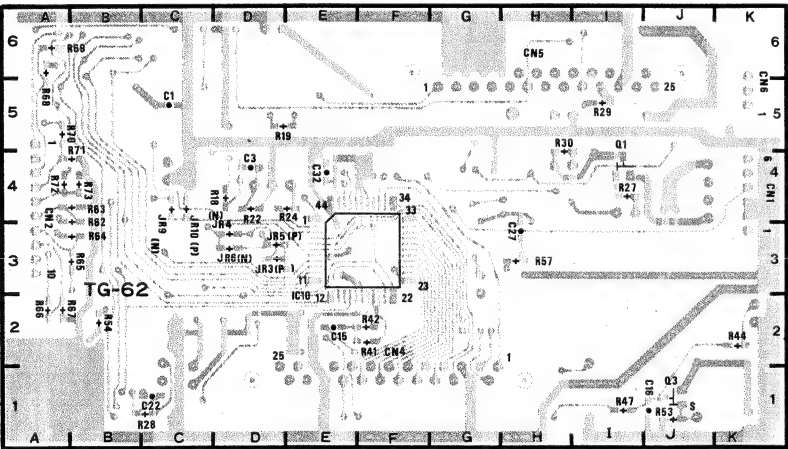 A B C D E F G H I J K
6
R69
CN5
R68
C1
1
25
CN6
5
R70
R19
R29
1
1
R71
R30
Q1
C3
C32
6
4
R72
R73
R18
R27
CN1
CN2
R63
(N)
R22
R24
44
34
33
R62
JR4
1
R64
JR9 (N)
JR10 (P)
JR5(P)
C27
1
3
R65
JR6(N)
R57
10
JR3(P)
11
23
TG-62
IC10
12
22
R66
R67
R54
R42
2
C15
R44
R41
CN4
25
1
C22
R47
C16
Q3
1
R28
R53
S
A B C D E F G H I J K